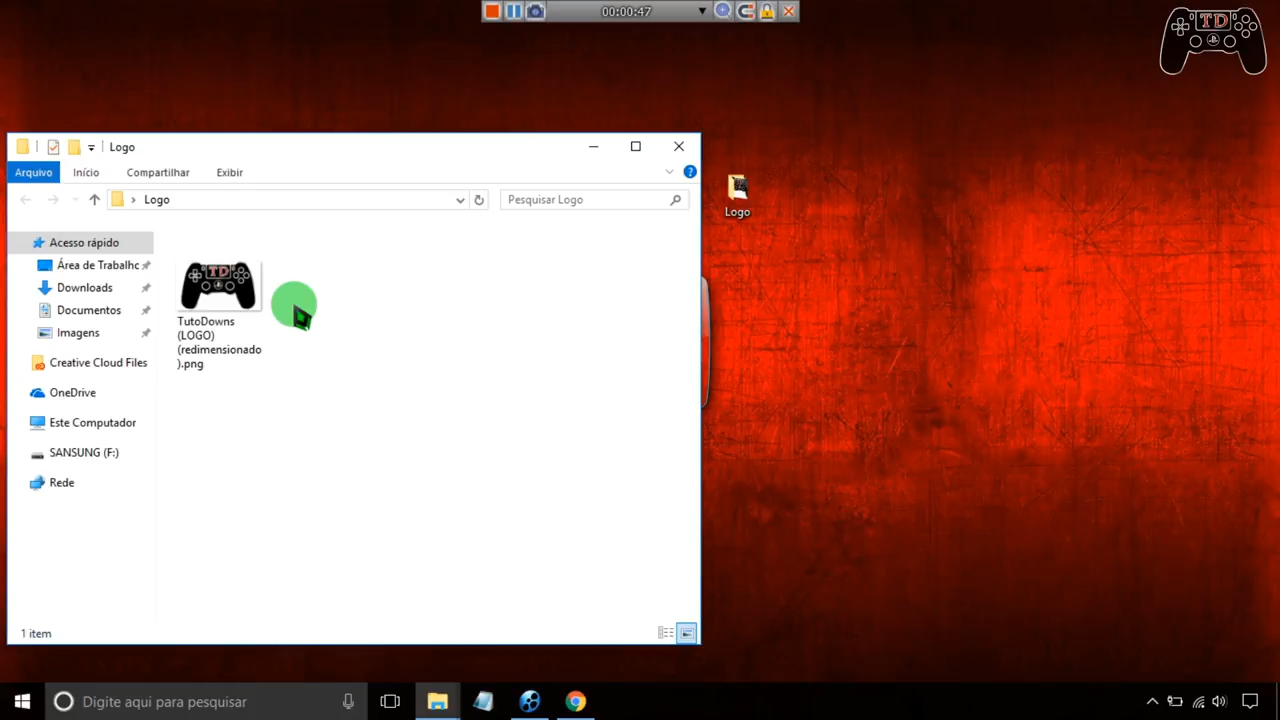 00:00:47
TD
Logo
Arquivo
Início
Compartilhar
Exibir
Logo
Pesquisar Logo
Acesso rápido
Área de Trabalhc
Downloads
Documentos
Imagens
Creative Cloud Files
OneDrive
Este Computador
SANSUNG (F:)
Rede
TD
TutoDowns
(LOGO)
(redimensionado
).png
1 item
Logo
Digite aqui para pesquisar